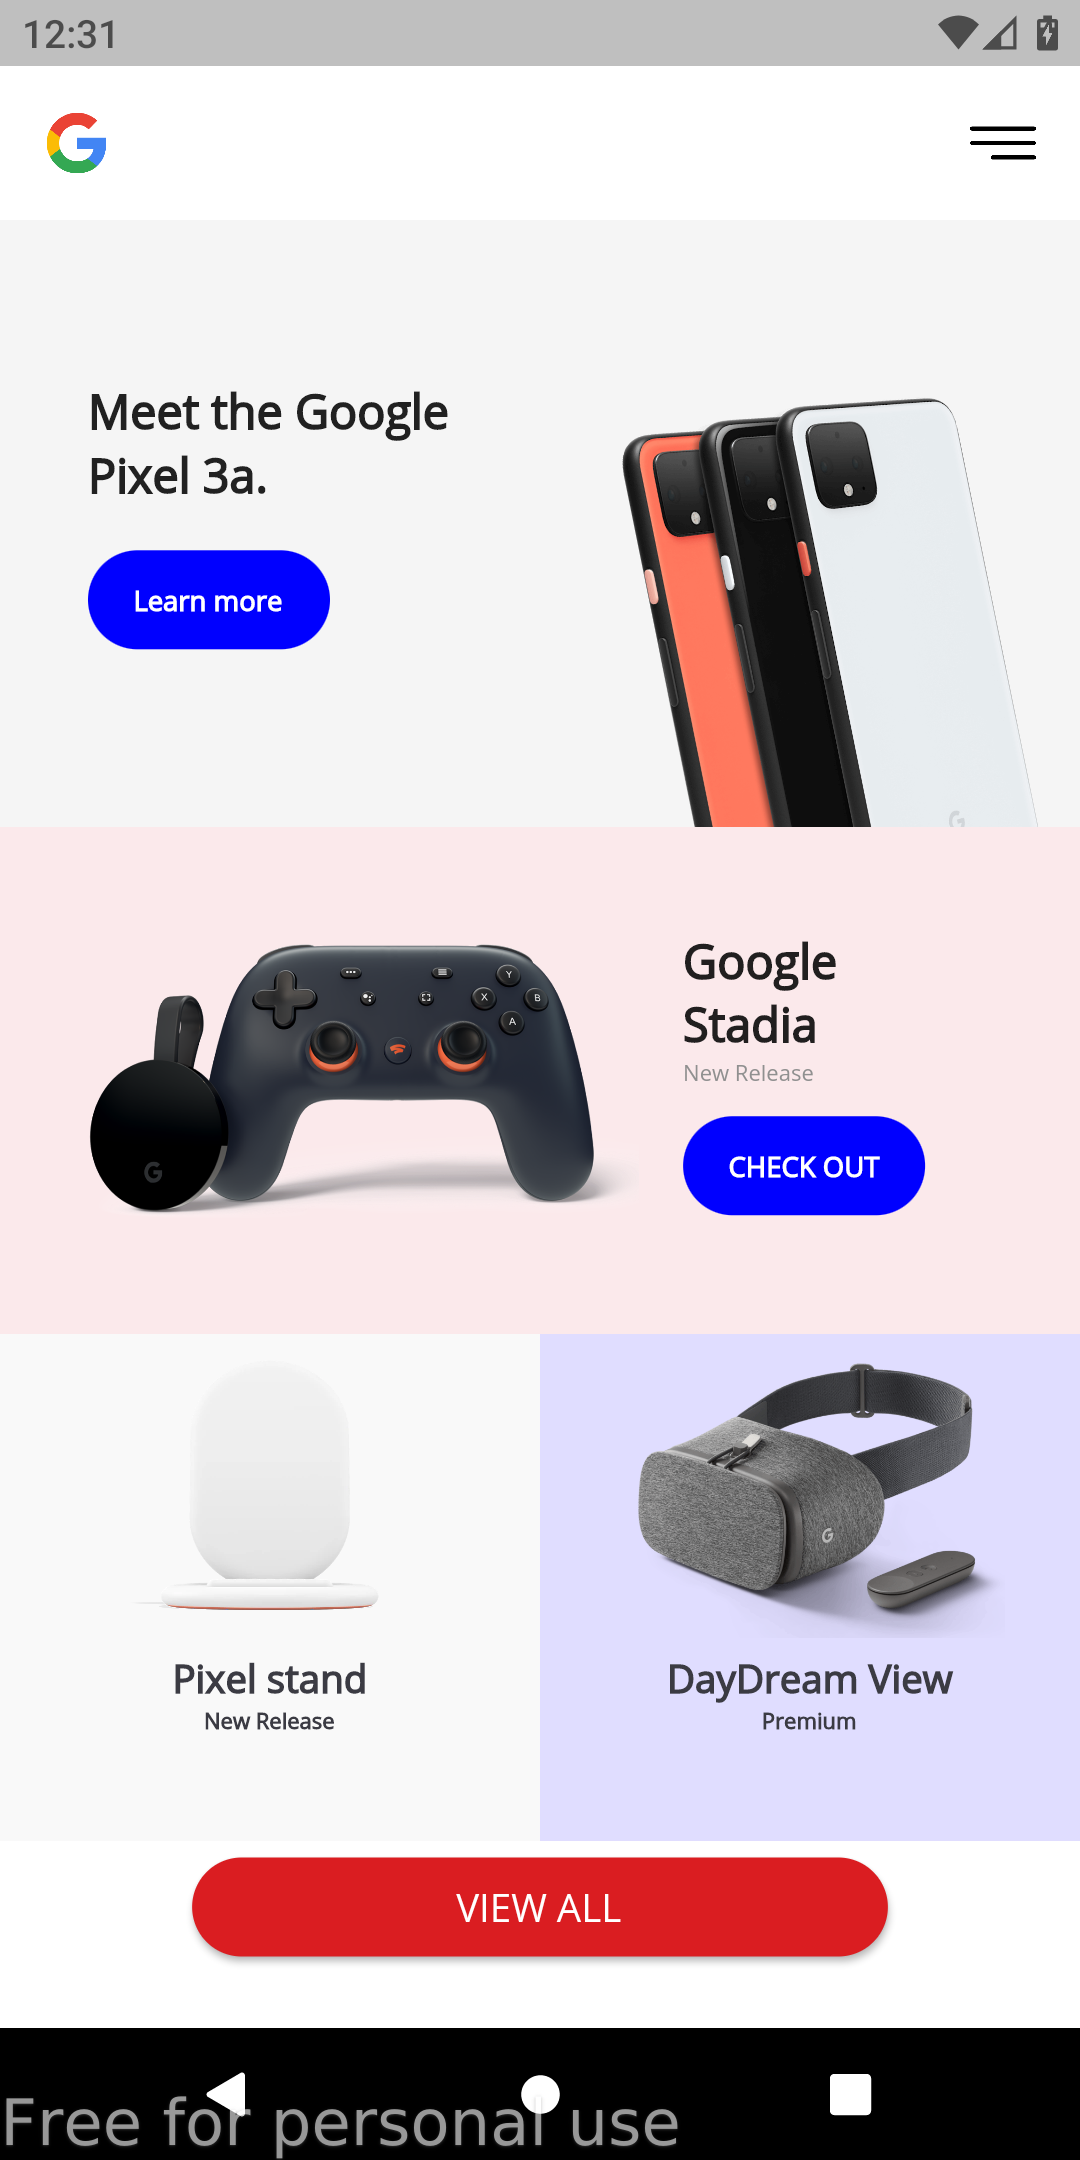 12:31
Meet the Google
Pixel 3a.
Learn more
Y
X
B
A
Google
Stadia
New Release
CHECK OUT
Pixel stand
New Release
DayDream View
Premium
VIEW ALL
Free for personal use